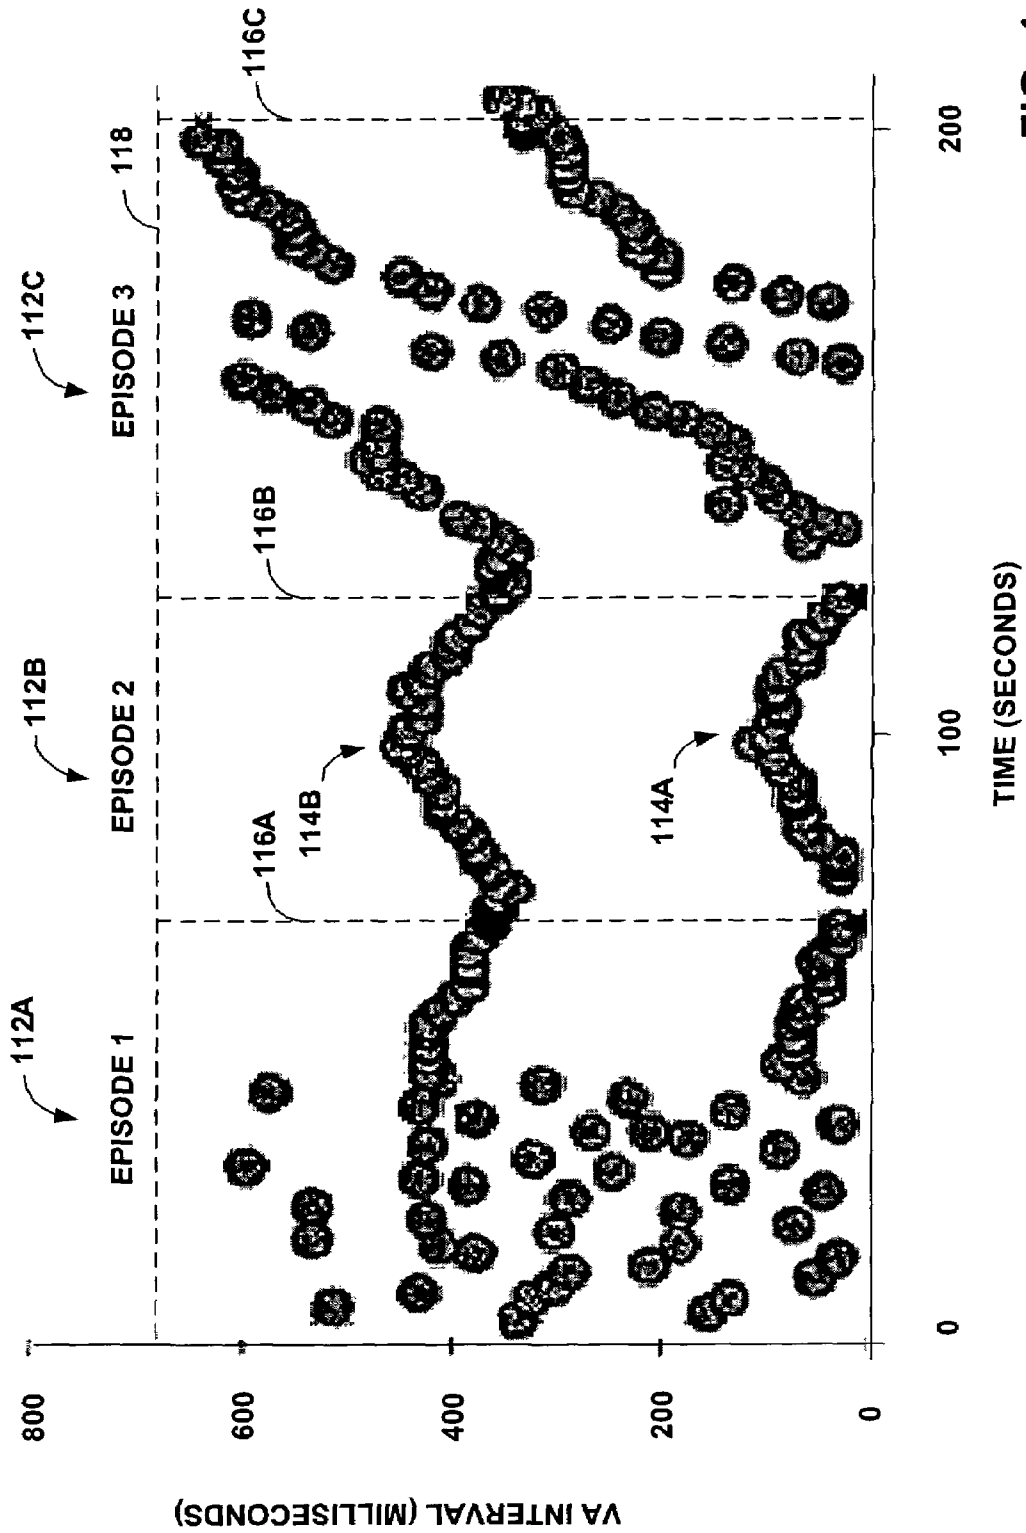 112A
112B
112C
118
EPISODE 1
EPISODE 2
EPISODE 3
116A
116B
116C
114B
114A
800
600
400
200
0
VA INTERVAL (MILLISECONDS)
0
100
200
TIME (SECONDS)